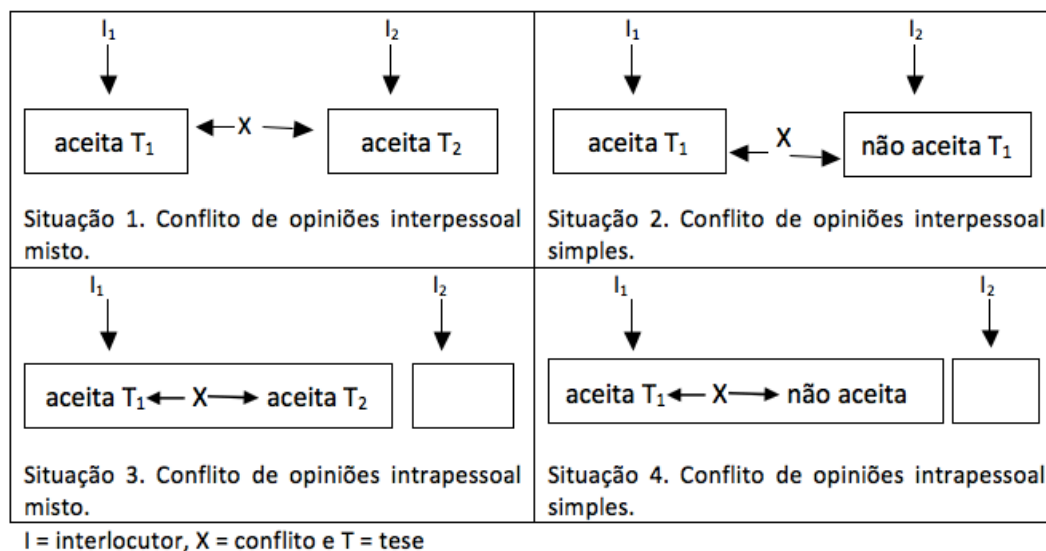 I₁ I₂
aceita T₁ X aceita T₂
Situação 1. Conflito de opiniões interpessoal
misto.
I₁ I₂
aceita T₁ X não aceita T₁
Situação 2. Conflito de opiniões interpessoal
simples.
I₁ I₂
aceita T₁ X aceita T₂
Situação 3. Conflito de opiniões intrapessoal
misto.
I₁ I₂
aceita T₁ X não aceita
Situação 4. Conflito de opiniões intrapessoal
simples.
I = interlocutor, X = conflito e T = tese